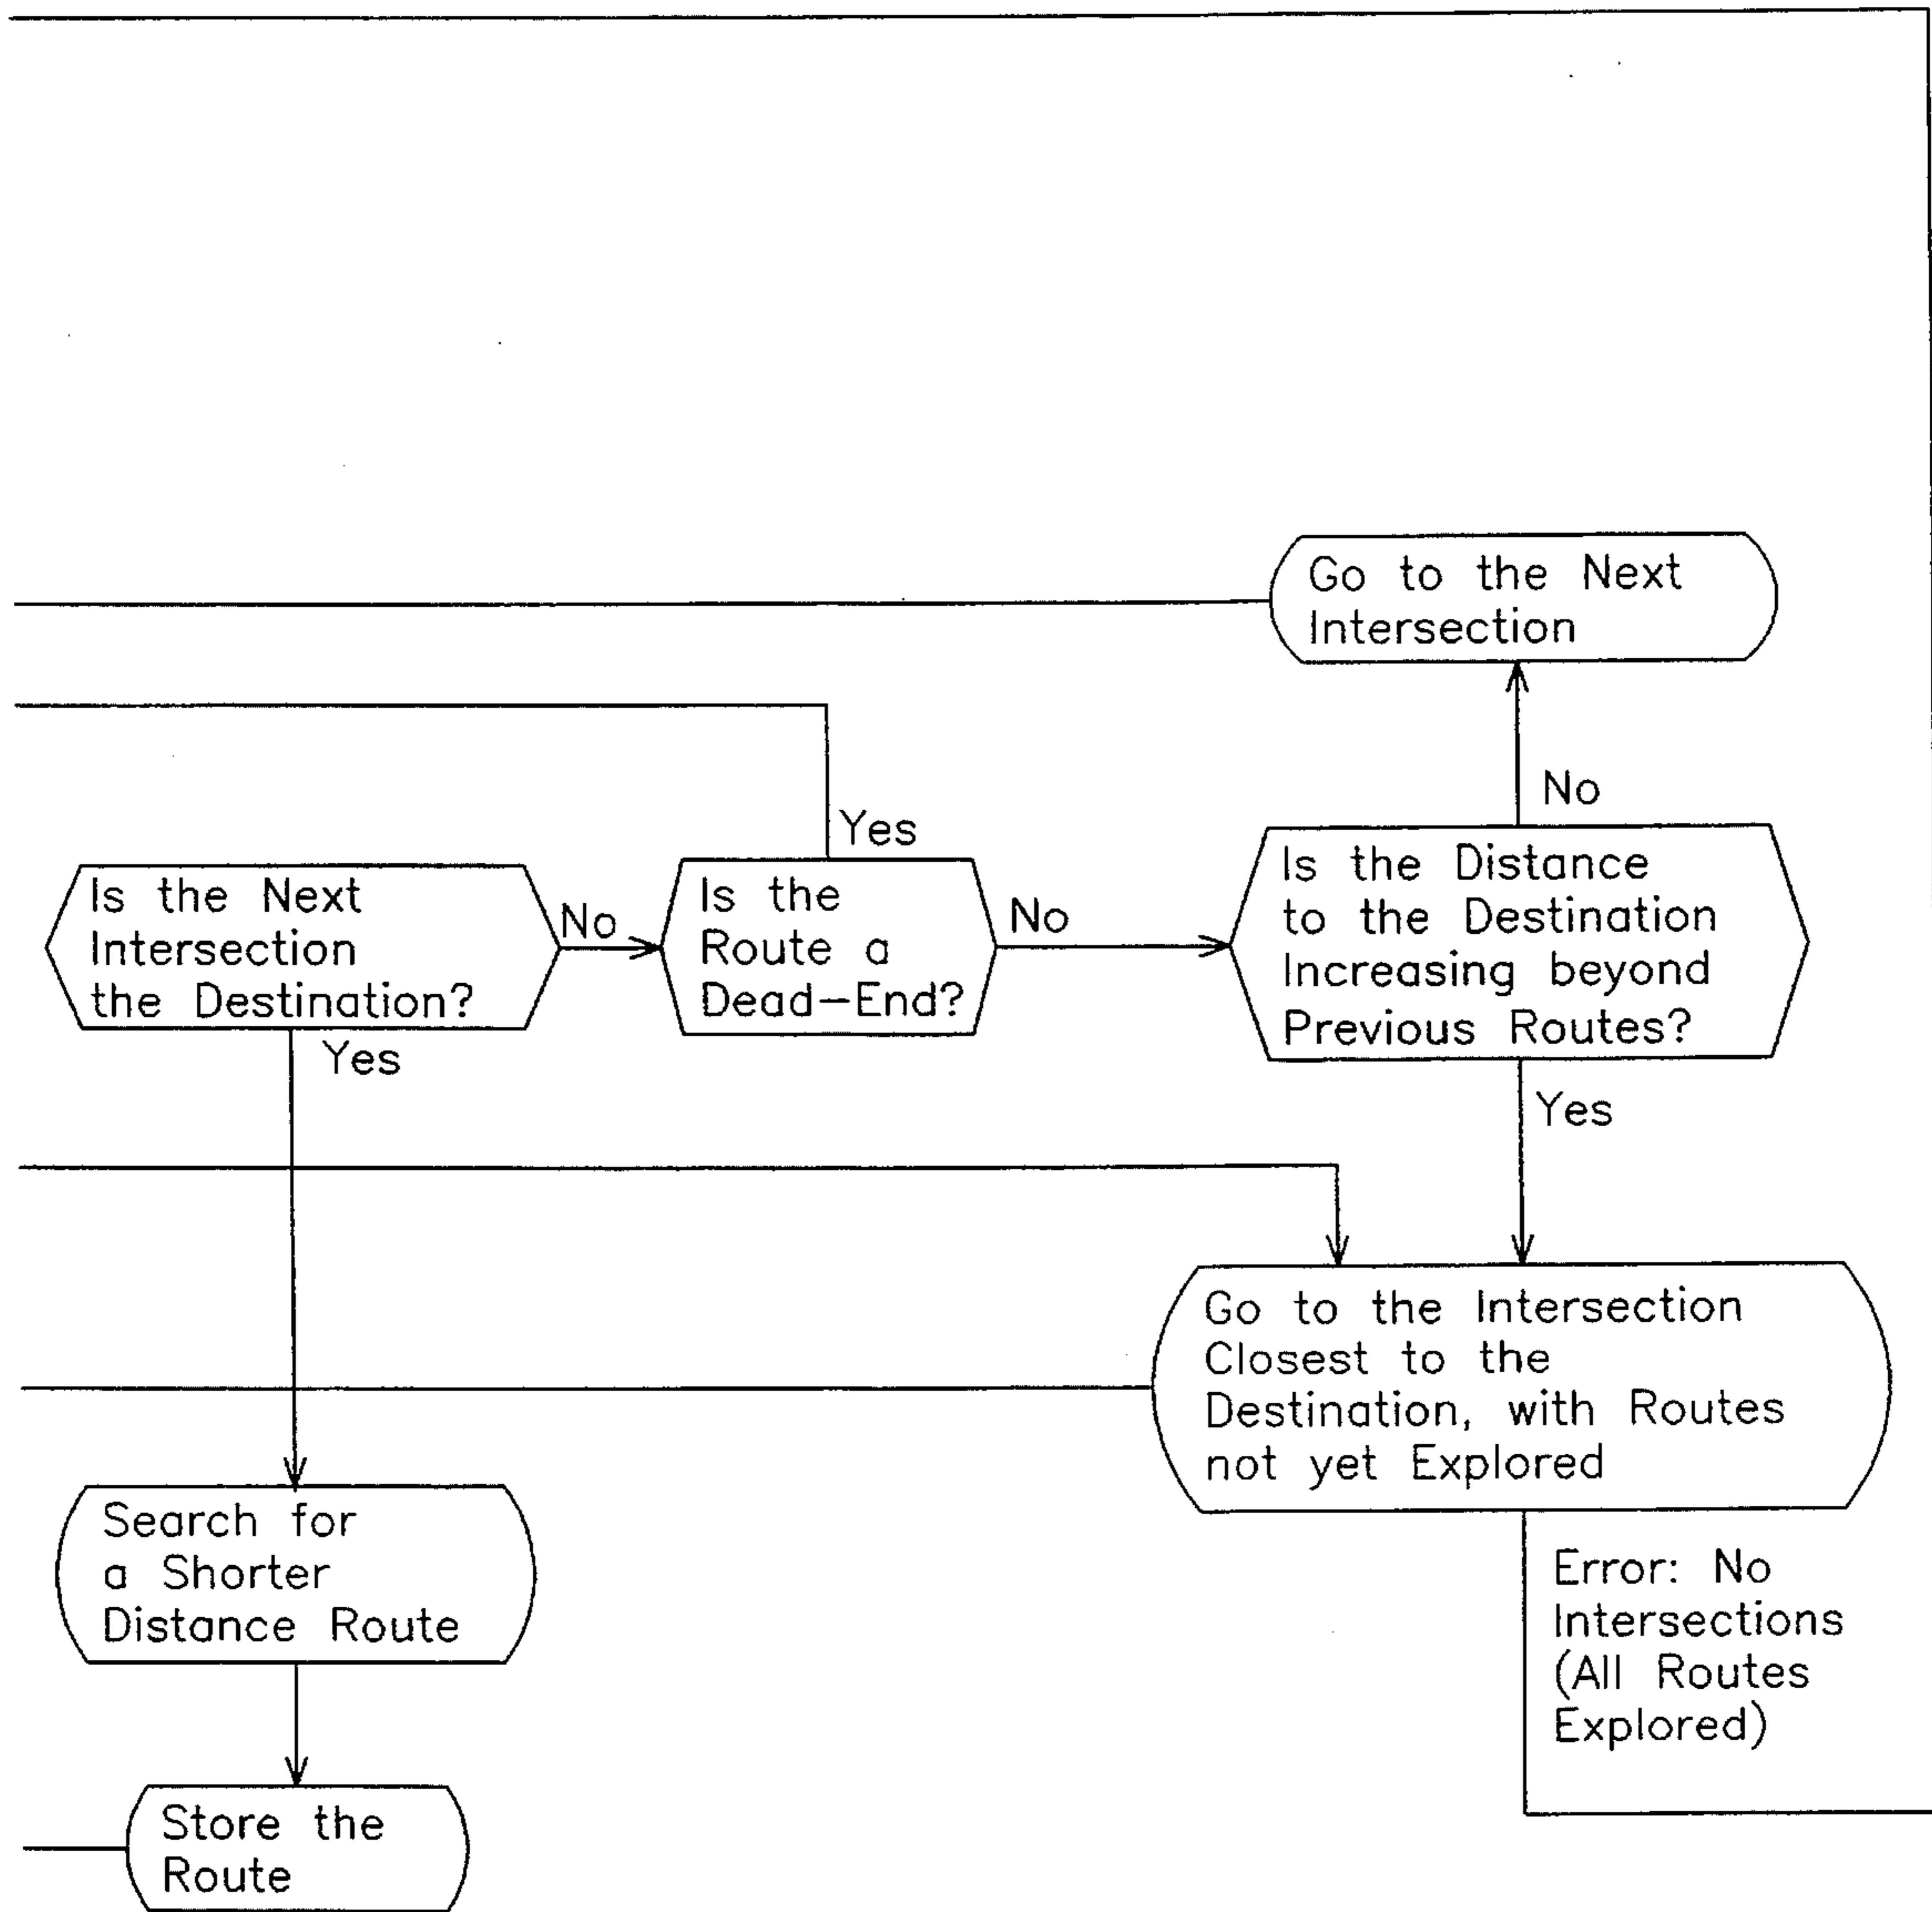 Go to the Next
Intersection
No
Yes
Is the Next
Intersection
the Destination?
No
Is the
Route a
Dead-End?
No
Is the Distance
to the Destination
Increasing beyond
Previous Routes?
Yes
Yes
Go to the Intersection
Closest to the
Destination, with Routes
not yet Explored
Search for
a Shorter
Distance Route
Error: No
Intersections
(All Routes
Explored)
Store the
Route